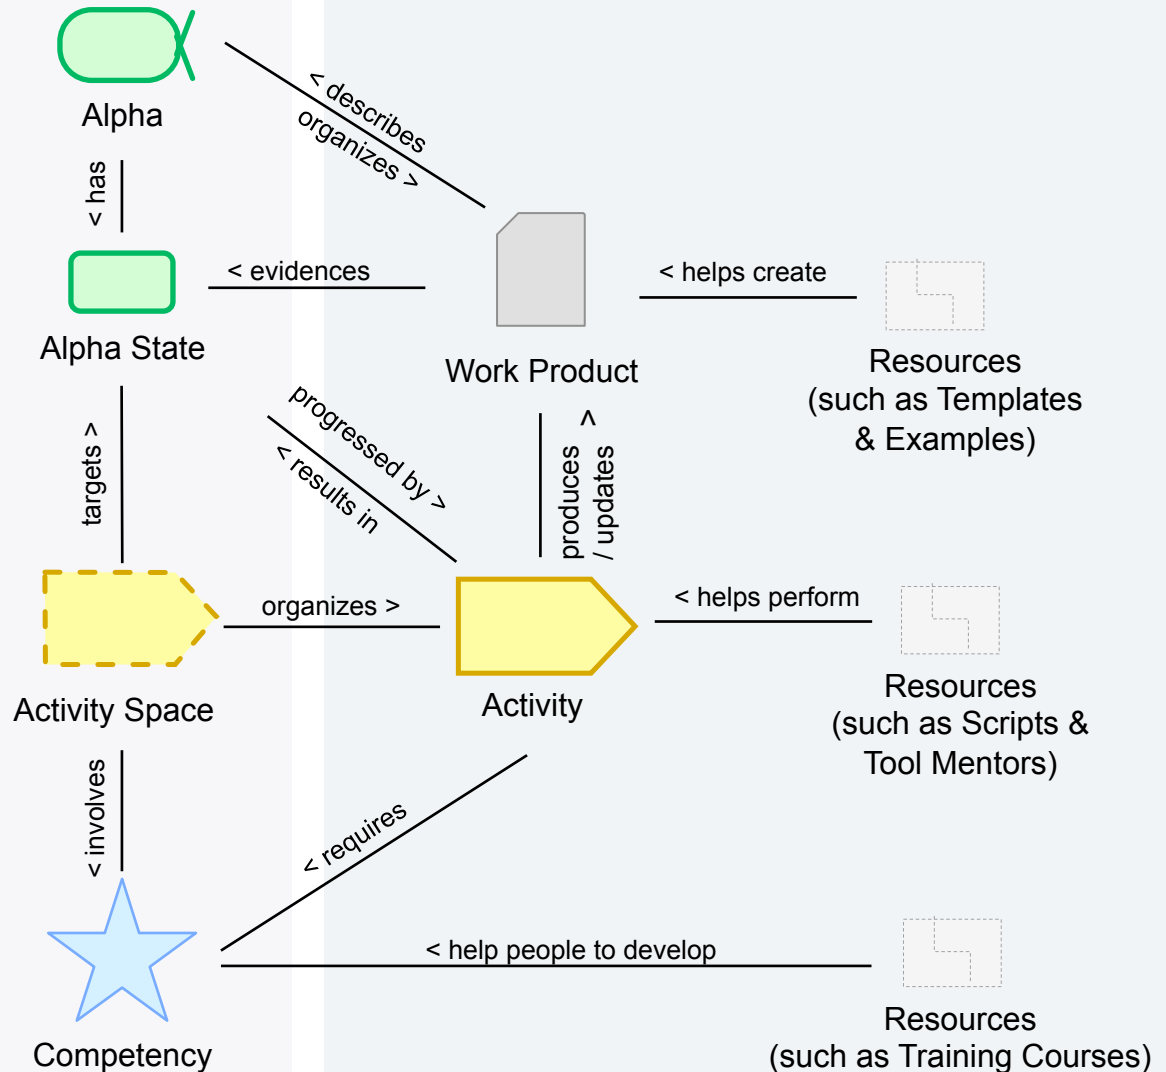 < describes
organizes >
Alpha
< has
< evidences
< helps create
Alpha State
Work Product
Resources
(such as Templates
& Examples)
targets >
progressed by >
< results in
produces >
/ updates
organizes >
< helps perform
Activity Space
Activity
Resources
(such as Scripts &
Tool Mentors)
< involves
< requires
< help people to develop
Competency
Resources
(such as Training Courses)